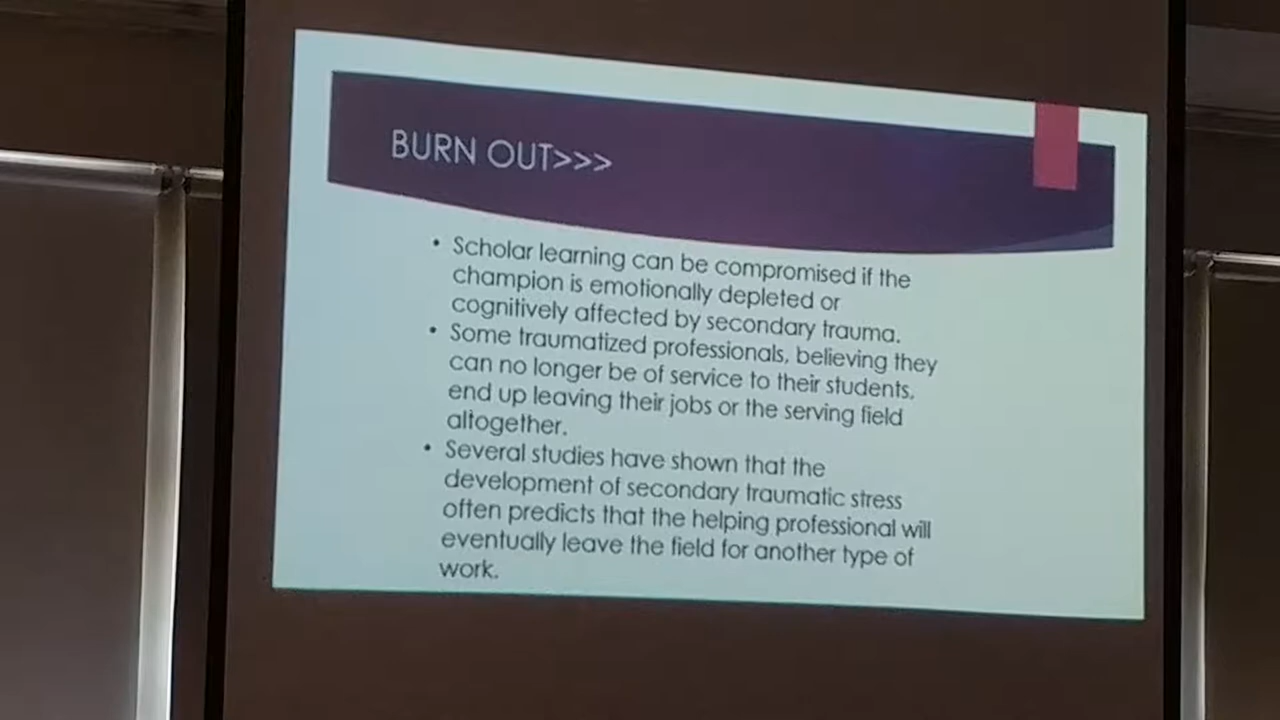 BURN OUT>>>
• Scholar learning can be compromised if the
champion is emotionally depleted or
cognitively affected by secondary trauma.
• Some traumatized professionals, believing they
can no longer be of service to their students,
end up leaving their jobs or the serving field
altogether.
• Several studies have shown that the
development of secondary traumatic stress
often predicts that the helping professional will
eventually leave the field for another type of
work.